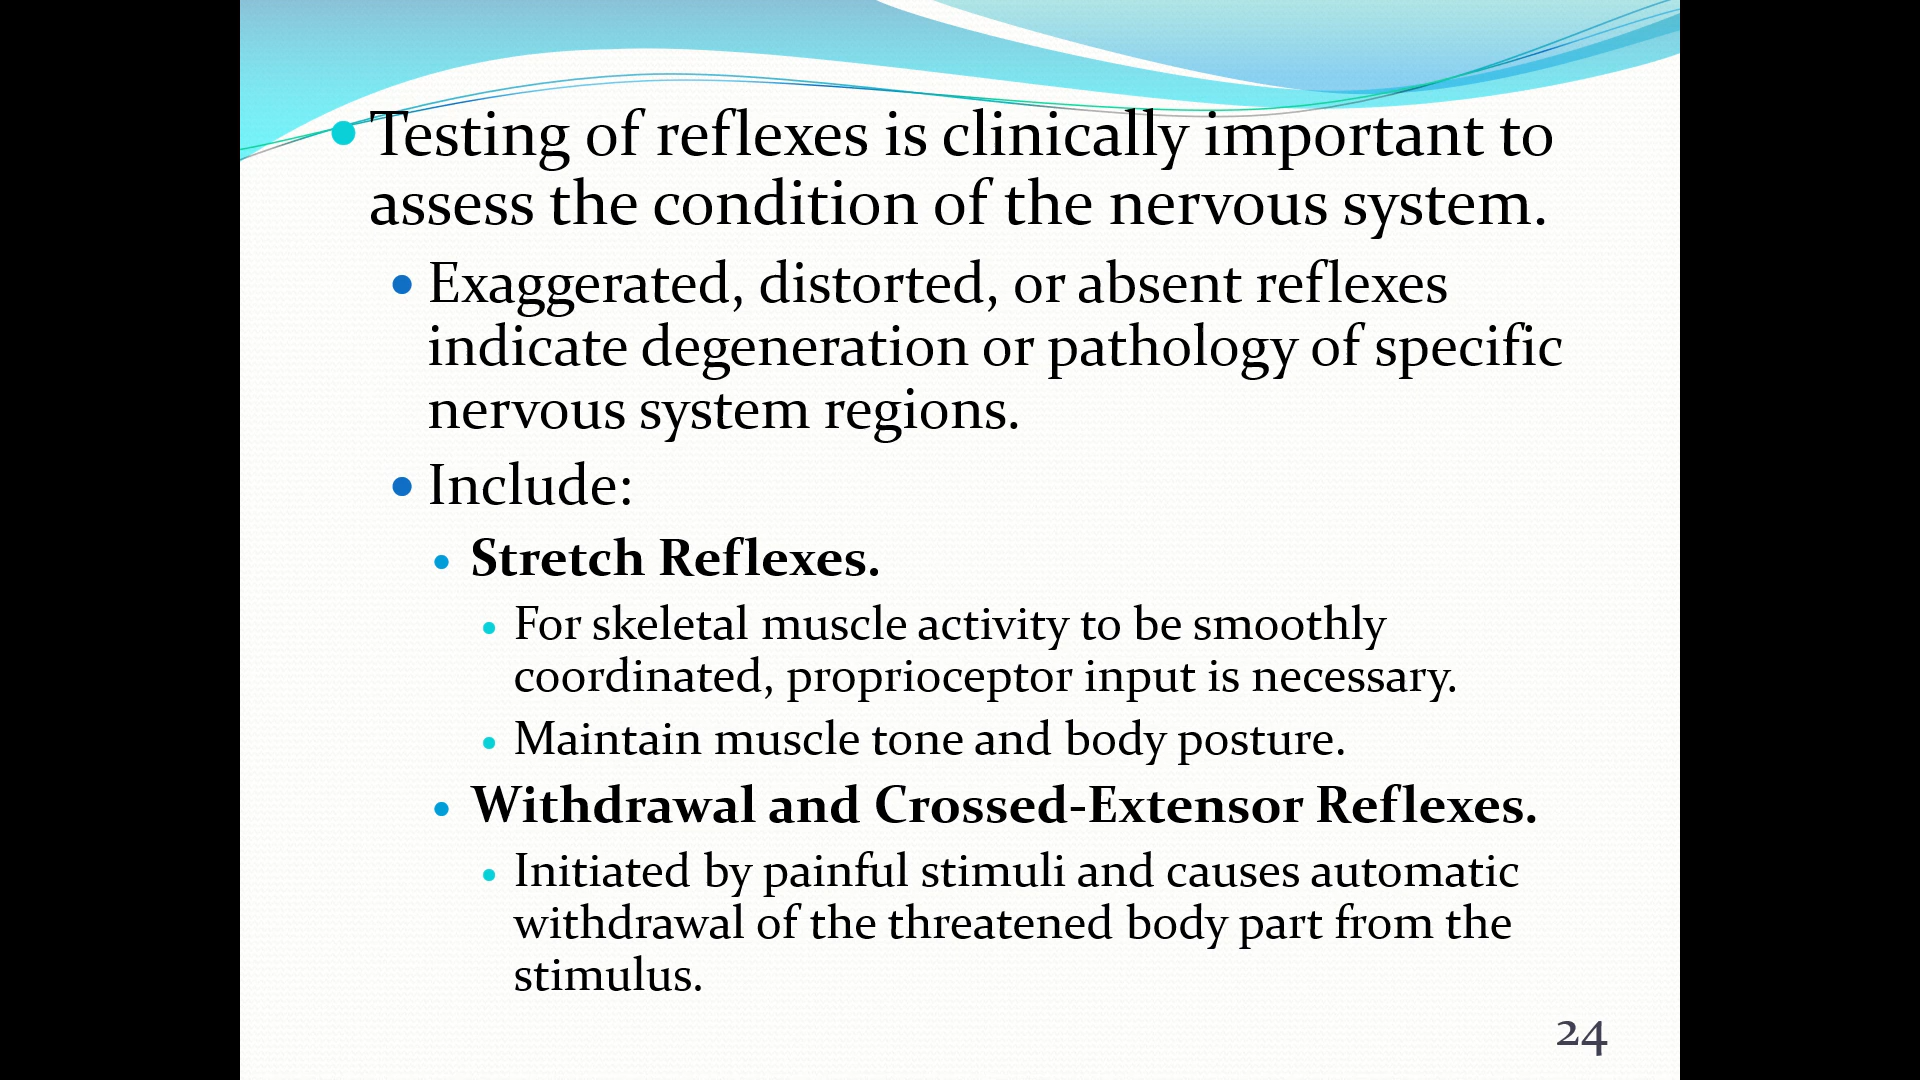 • Testing of reflexes is clinically important to
assess the condition of the nervous system.
• Exaggerated, distorted, or absent reflexes
indicate degeneration or pathology of specific
nervous system regions.
• Include:
• Stretch Reflexes.
• For skeletal muscle activity to be smoothly
coordinated, proprioceptor input is necessary.
• Maintain muscle tone and body posture.
• Withdrawal and Crossed-Extensor Reflexes.
• Initiated by painful stimuli and causes automatic
withdrawal of the threatened body part from the
stimulus.
24